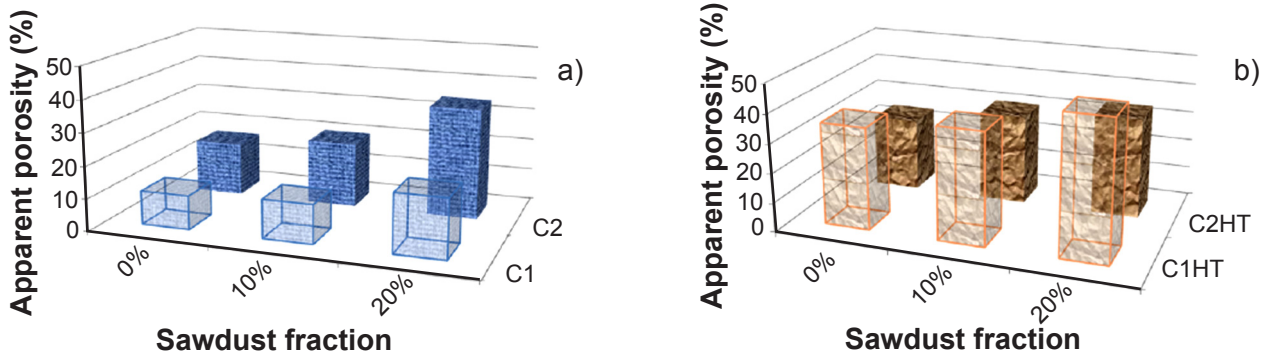 Apparent porosity (%)
50
40
30
20
10
0
a)
C2
C1
0%
10%
20%
Sawdust fraction
Apparent porosity (%)
50
40
30
20
10
0
b)
C2HT
C1HT
0%
10%
20%
Sawdust fraction